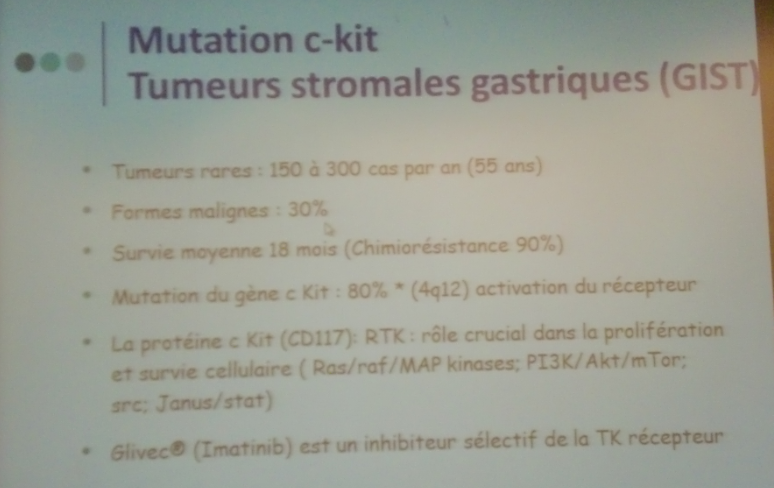 Mutation c-kit
Tumeurs stromales gastriques (GIST)
• Tumeurs rares : 150 à 300 cas par an (55 ans)
• Formes malignes : 30%
• Survie moyenne 18 mois (Chimiorésistance 90%)
• Mutation du gène c Kit : 80% * (4q12) activation du récepteur
• La protéine c Kit (CD117): RTK : rôle crucial dans la prolifération
et survie cellulaire ( Ras/raf/MAP kinases; PI3K/Akt/mTor;
src; Janus/stat)
• Glivec® (Imatinib) est un inhibiteur sélectif de la TK récepteur